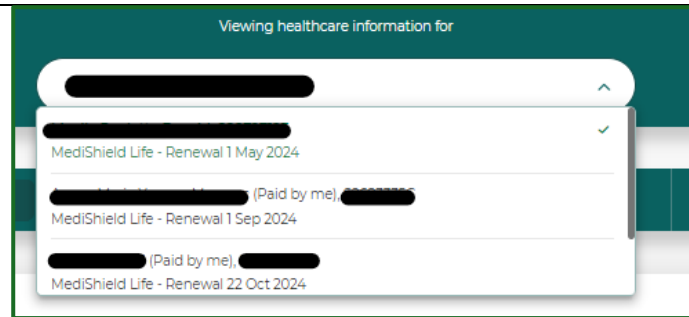 Viewing healthcare information for
MediShield Life - Renewal 1 May 2024
(Paid by me),
MediShield Life - Renewal 1 Sep 2024
(Paid by me),
MediShield Life - Renewal 22 Oct 2024